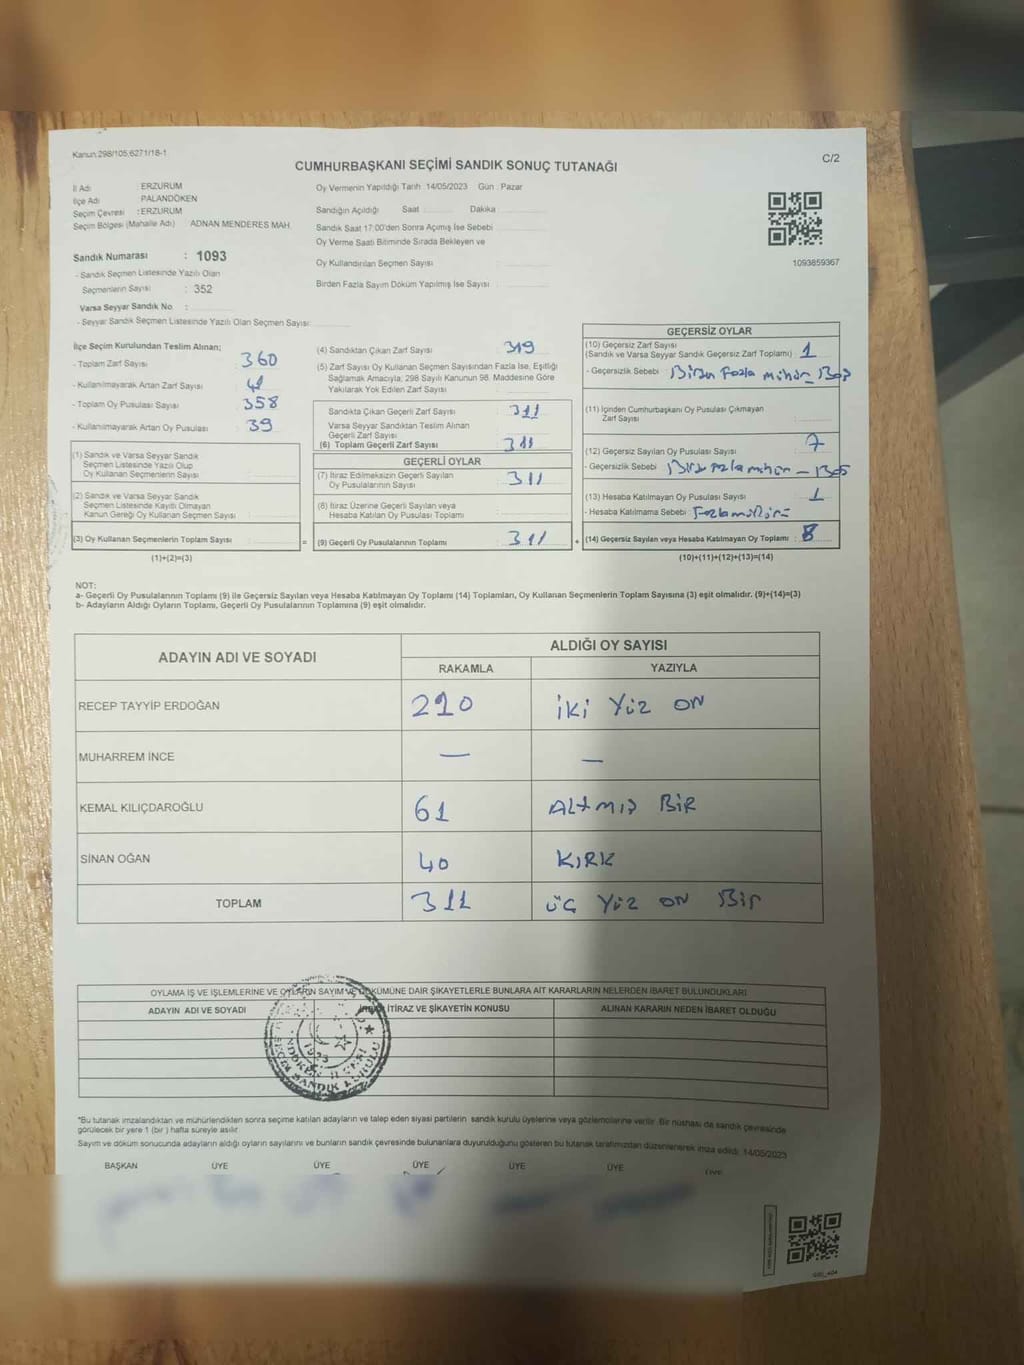 Kanun:298/105,6271/18-1
CUMHURBAŞKANI SEÇİMİ SANDIK SONUÇ TUTANAĞI
C/2
İl Adı : ERZURUM
İlçe Adı PALANDÖKEN
Seçim Çevresi : ERZURUM
Seçim Bölgesi (Mahalle Adı) ADNAN MENDERES MAH.
Sandık Numarası : 1093
- Sandık Seçmen Listesinde Yazılı Olan
Seçmenlerin Sayısı : 352
Varsa Seyyar Sandık No :
- Seyyar Sandık Seçmen Listesinde Yazılı Olan Seçmen Sayısı:
Oy Vermenin Yapıldığı Tarih :14/05/2023 Gün : Pazar
Sandığın Açıldığı Saat Dakika
Sandık Saat 17:00'den Sonra Açımış İse Sebebi
Oy Verme Saati Bitiminde Sırada Bekleyen ve
Oy Kullandırılan Seçmen Sayısı :
Birden Fazla Sayım Döküm Yapılmış İse Sayısı :
1093859367
İlçe Seçim Kurulundan Teslim Alınan;
- Toplam Zarf Sayısı 360
- Kullanılmayarak Artan Zarf Sayısı 41
- Toplam Oy Pusulası Sayısı 358
- Kullanılmayarak Artan Oy Pusulası 39
(1) Sandık ve Varsa Seyyar Sandık
Seçmen Listesinde Yazılı Olup
Oy Kullanan Seçmen Sayısı :
(2) Sandık ve Varsa Seyyar Sandık
Seçmen Listesinde Kayıtlı Olmayan
Kanun Gereği Oy Kullanan Seçmen Sayısı :
(3) Oy Kullanan Seçmenlerin Toplam Sayısı :
(1)+(2)=(3)
(4) Sandıktan Çıkan Zarf Sayısı : 319
(5) Zarf Sayısı Oy Kullanan Seçmen Sayısından Fazla İse, Eşitliği
Sağlamak Amacıyla; 298 Sayılı Kanunun 98. Maddesine Göre
Yakılarak Yok Edilen Zarf Sayısı :
Sandıkta Çıkan Geçerli Zarf Sayısı : 311
Varsa Seyyar Sandıktan Teslim Alınan
Geçerli Zarf Sayısı :
(6) Toplam Geçerli Zarf Sayısı : 311
GEÇERLİ OYLAR
(7) İtiraz Edilmeksizin Geçerli Sayılan
Oy Pusulalarının Sayısı : 311
(8) İtiraz Üzerine Geçerli Sayılan veya
Hesaba Katılan Oy Pusulası Toplamı :
= (9) Geçerli Oy Pusulalarının Toplamı : 311
GEÇERSİZ OYLAR
(10) Geçersiz Zarf Sayısı
(Sandık ve Varsa Seyyar Sandık Geçersiz Zarf Toplamı) : 1
- Geçersizlik Sebebi Biden Fazla mühür _ Boş
(11) İçinden Cumhurbaşkanı Oy Pusulası Çıkmayan
Zarf Sayısı :
(12) Geçersiz Sayılan Oy Pusulası Sayısı : 7
- Geçersizlik Sebebi
(13) Hesaba Katılmayan Oy Pusulası Sayısı : 1
- Hesaba Katılmama Sebebi :
+ (14) Geçersiz Sayılan veya Hesaba Katılmayan Oy Toplamı : 8
(10)+(11)+(12)+(13)=(14)
NOT:
a- Geçerli Oy Pusulalarının Toplamı (9) ile Geçersiz Sayılan veya Hesaba Katılmayan Oy Toplamı (14) Toplamları, Oy Kullanan Seçmenlerin Toplam Sayısına (3) eşit olmalıdır. (9)+(14)=(3)
b- Adayların Aldığı Oyların Toplamı, Geçerli Oy Pusulalarının Toplamına (9) eşit olmalıdır.
ADAYIN ADI VE SOYADI ALDIĞI OY SAYISI
RAKAMLA YAZIYLA
RECEP TAYYİP ERDOĞAN 210 İKİ YÜZ ON
MUHARREM İNCE — —
KEMAL KILIÇDAROĞLU 61 ALTMIŞ BİR
SİNAN OĞAN 40 KIRK
TOPLAM 311 ÜÇ YÜZ ON Bir
OYLAMA İŞ VE İŞLEMLERİNE VE OYLARIN SAYIM VE DÖKÜMÜNE DAİR ŞİKAYETLERLE BUNLARA AİT KARARLARIN NELERDEN İBARET BULUNDUKLARI
ADAYIN ADI VE SOYADI İTİRAZ VE ŞİKAYETİN KONUSU ALINAN KARARIN NEDEN İBARET OLDUĞU
*Bu tutanak imzalandıktan ve mühürlendikten sonra seçime katılan adayların ve talep eden siyasi partilerin sandık kurulu üyelerine veya gözlemcilerine verilir. Bir nüshası da sandık çevresinde
görülecek bir yere 1 (bir ) hafta süreyle asılır.
Sayım ve döküm sonucunda adayların aldığı oyların sayılarını ve bunların sandık çevresinde bulunanlara duyurulduğunu gösteren bu tutanak tarafımızdan düzenlenerek imza edildi. 14/05/2023
BAŞKAN ÜYE ÜYE ÜYE ÜYE ÜYE ÜYE